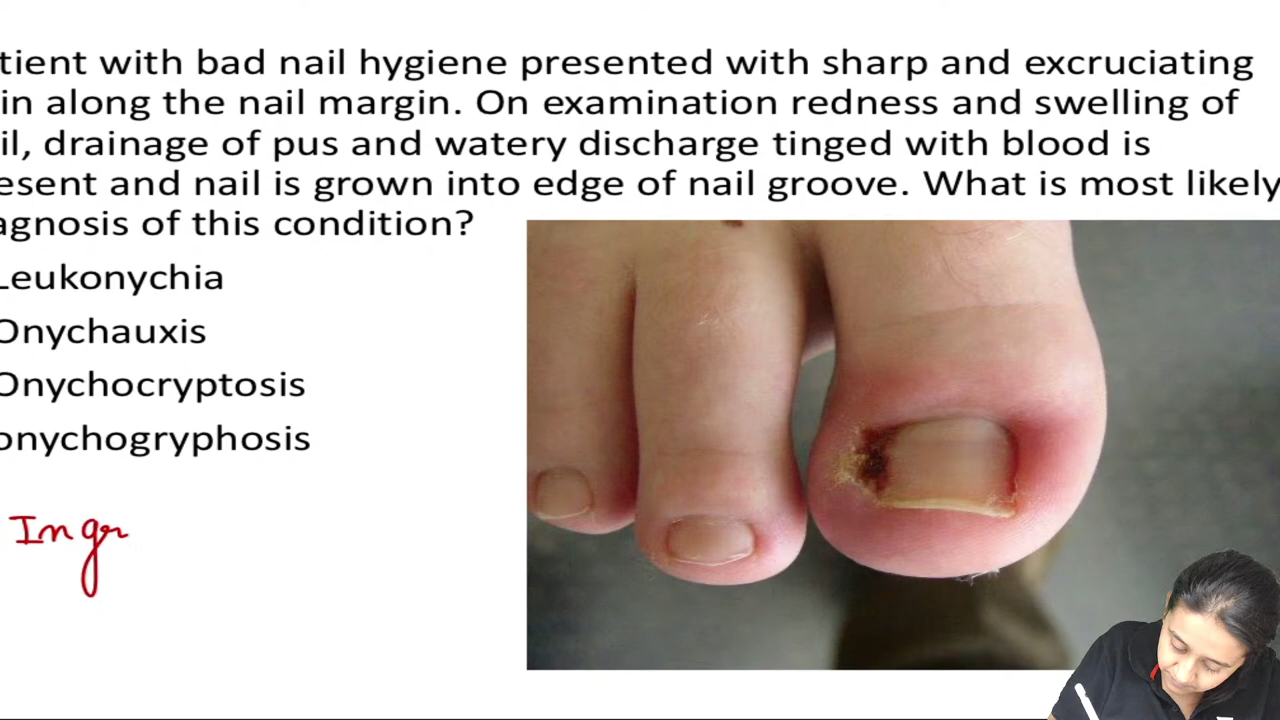 tient with bad nail hygiene presented with sharp and excruciating
in along the nail margin. On examination redness and swelling of
il, drainage of pus and watery discharge tinged with blood is
esent and nail is grown into edge of nail groove. What is most likely
agnosis of this condition?
Leukonychia
Onychauxis
Onychocryptosis
onychogryphosis
Ingr